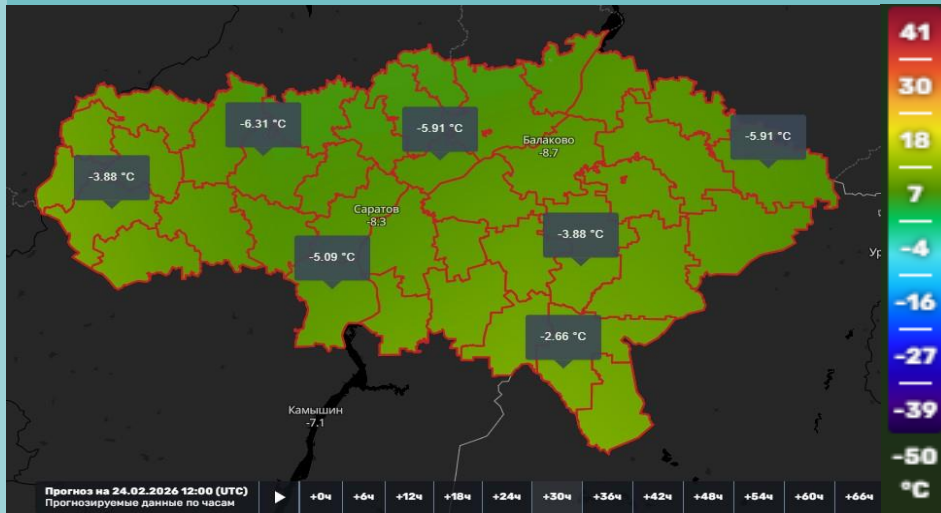 -6.31 °C
-5.91 °C
Балаково
-8.7
-5.91 °C
-3.88 °C
Саратов
-8.3
-3.88 °C
-5.09 °C
-2.66 °C
Камышин
-7.1
Прогноз на 24.02.2026 12:00 (UTC)
Прогнозируемые данные по часам
+0ч +6ч +12ч +18ч +24ч +30ч +36ч +42ч +48ч +54ч +60ч +66ч
41
30
18
7
-4
-16
-27
-39
-50
°C